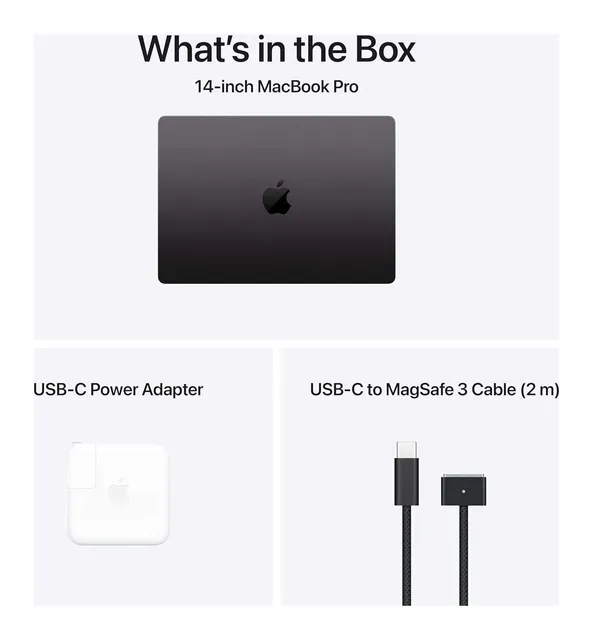 What's in the Box
14-inch MacBook Pro
USB-C Power Adapter
USB-C to MagSafe 3 Cable (2 m)